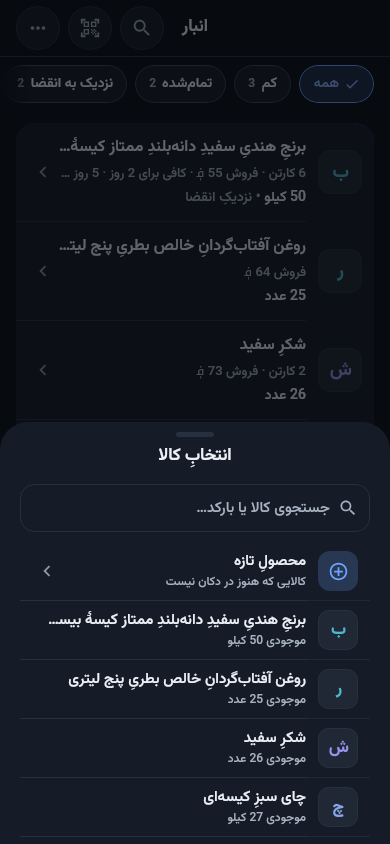 انبار
همه
کم 3
تمام‌شده 2
نزدیک به انقضا 2
ب
برنجِ هندیِ سفیدِ دانه‌بلندِ ممتاز کیسهٔ…
6 کارتن · فروش 55 ؋ · کافی برای 2 روز · 5 روز …
50 کیلو • نزدیکِ انقضا
ر
روغن آفتاب‌گردانِ خالص بطریِ پنج لیتـ…
فروش 64 ؋
25 عدد
ش
شکرِ سفید
2 کارتن · فروش 73 ؋
26 عدد
انتخابِ کالا
جستجوی کالا یا بارکد…
محصولِ تازه
کالایی که هنوز در دکان نیست
ب
برنجِ هندیِ سفیدِ دانه‌بلندِ ممتاز کیسهٔ بیسـ…
موجودی 50 کیلو
ر
روغن آفتاب‌گردانِ خالص بطریِ پنج لیتری
موجودی 25 عدد
ش
شکرِ سفید
موجودی 26 عدد
چ
چای سبزِ کیسه‌ای
موجودی 27 کیلو